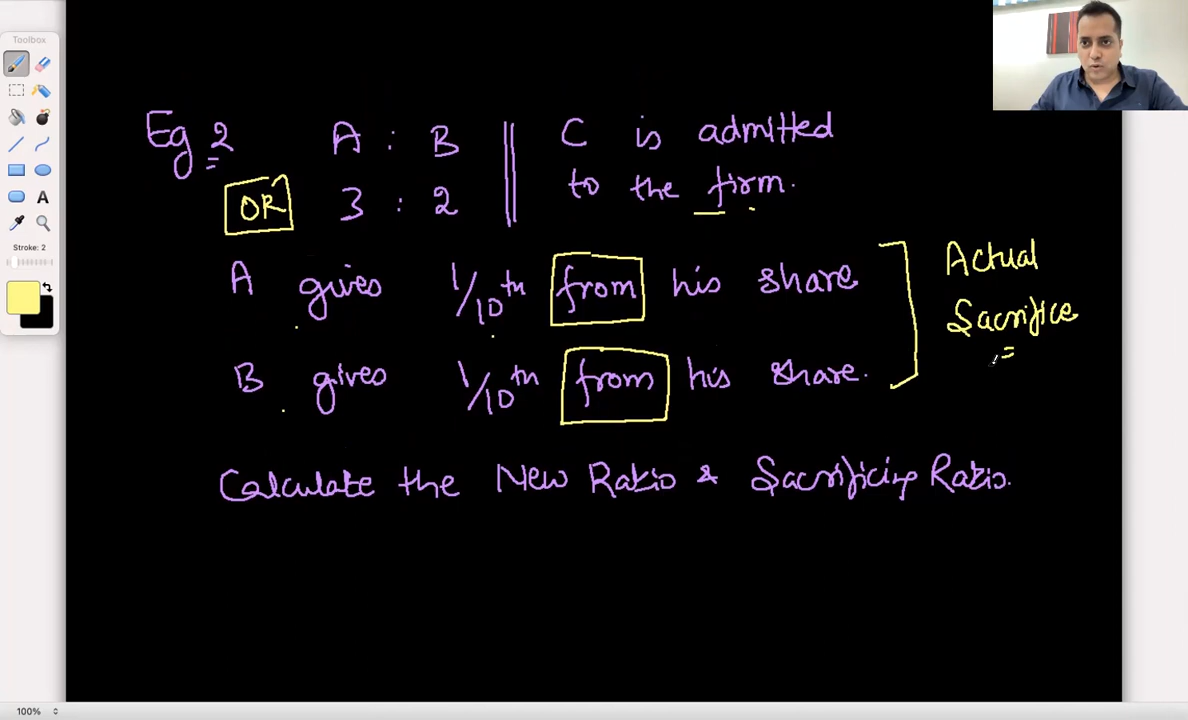 Toolbox
Eg 2 A : B C is admitted
OR 3 : 2 to the firm.
A gives 1/10th from his share
B gives 1/10th from his share.
Actual
Sacrifice
=
Calculate the New Ratio & Sacrificing Ratio.
A
Stroke: 2
100%